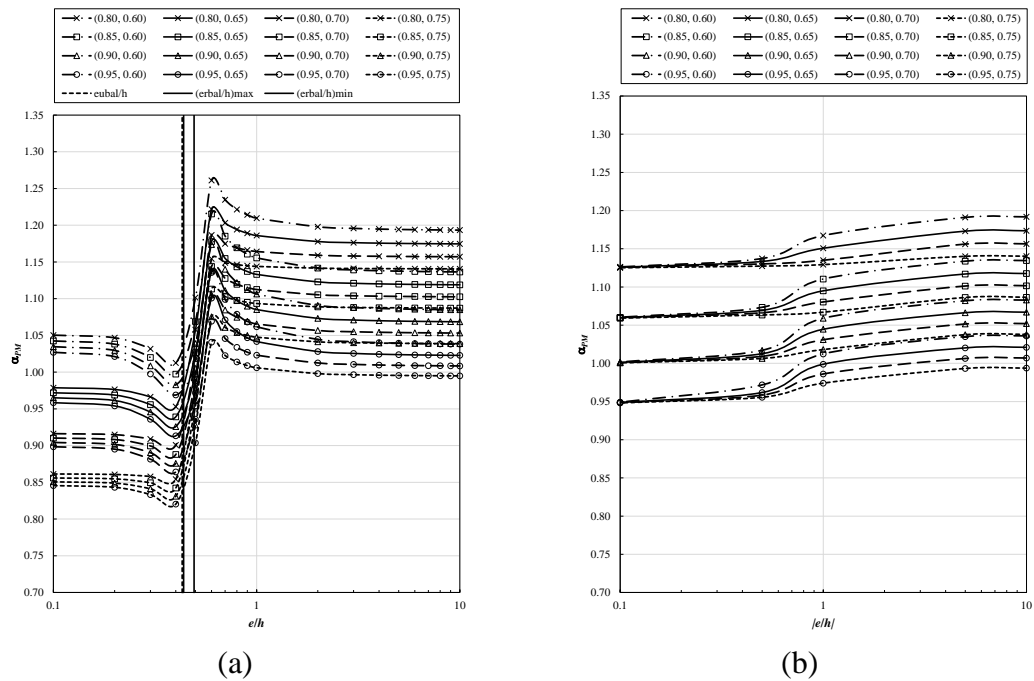 (0.80, 0.60) (0.80, 0.65) (0.80, 0.70) (0.80, 0.75)
(0.85, 0.60) (0.85, 0.65) (0.85, 0.70) (0.85, 0.75)
(0.90, 0.60) (0.90, 0.65) (0.90, 0.70) (0.90, 0.75)
(0.95, 0.60) (0.95, 0.65) (0.95, 0.70) (0.95, 0.75)
eubal/h (erbal/h)max (erbal/h)min
1.35
1.30
1.25
1.20
1.15
1.10
1.05
1.00
0.95
0.90
0.85
0.80
0.75
0.70
αPM
0.1 1 10
e/h
(a)
(0.80, 0.60) (0.80, 0.65) (0.80, 0.70) (0.80, 0.75)
(0.85, 0.60) (0.85, 0.65) (0.85, 0.70) (0.85, 0.75)
(0.90, 0.60) (0.90, 0.65) (0.90, 0.70) (0.90, 0.75)
(0.95, 0.60) (0.95, 0.65) (0.95, 0.70) (0.95, 0.75)
1.35
1.30
1.25
1.20
1.15
1.10
1.05
1.00
0.95
0.90
0.85
0.80
0.75
0.70
αPM
0.1 1 10
|e/h|
(b)